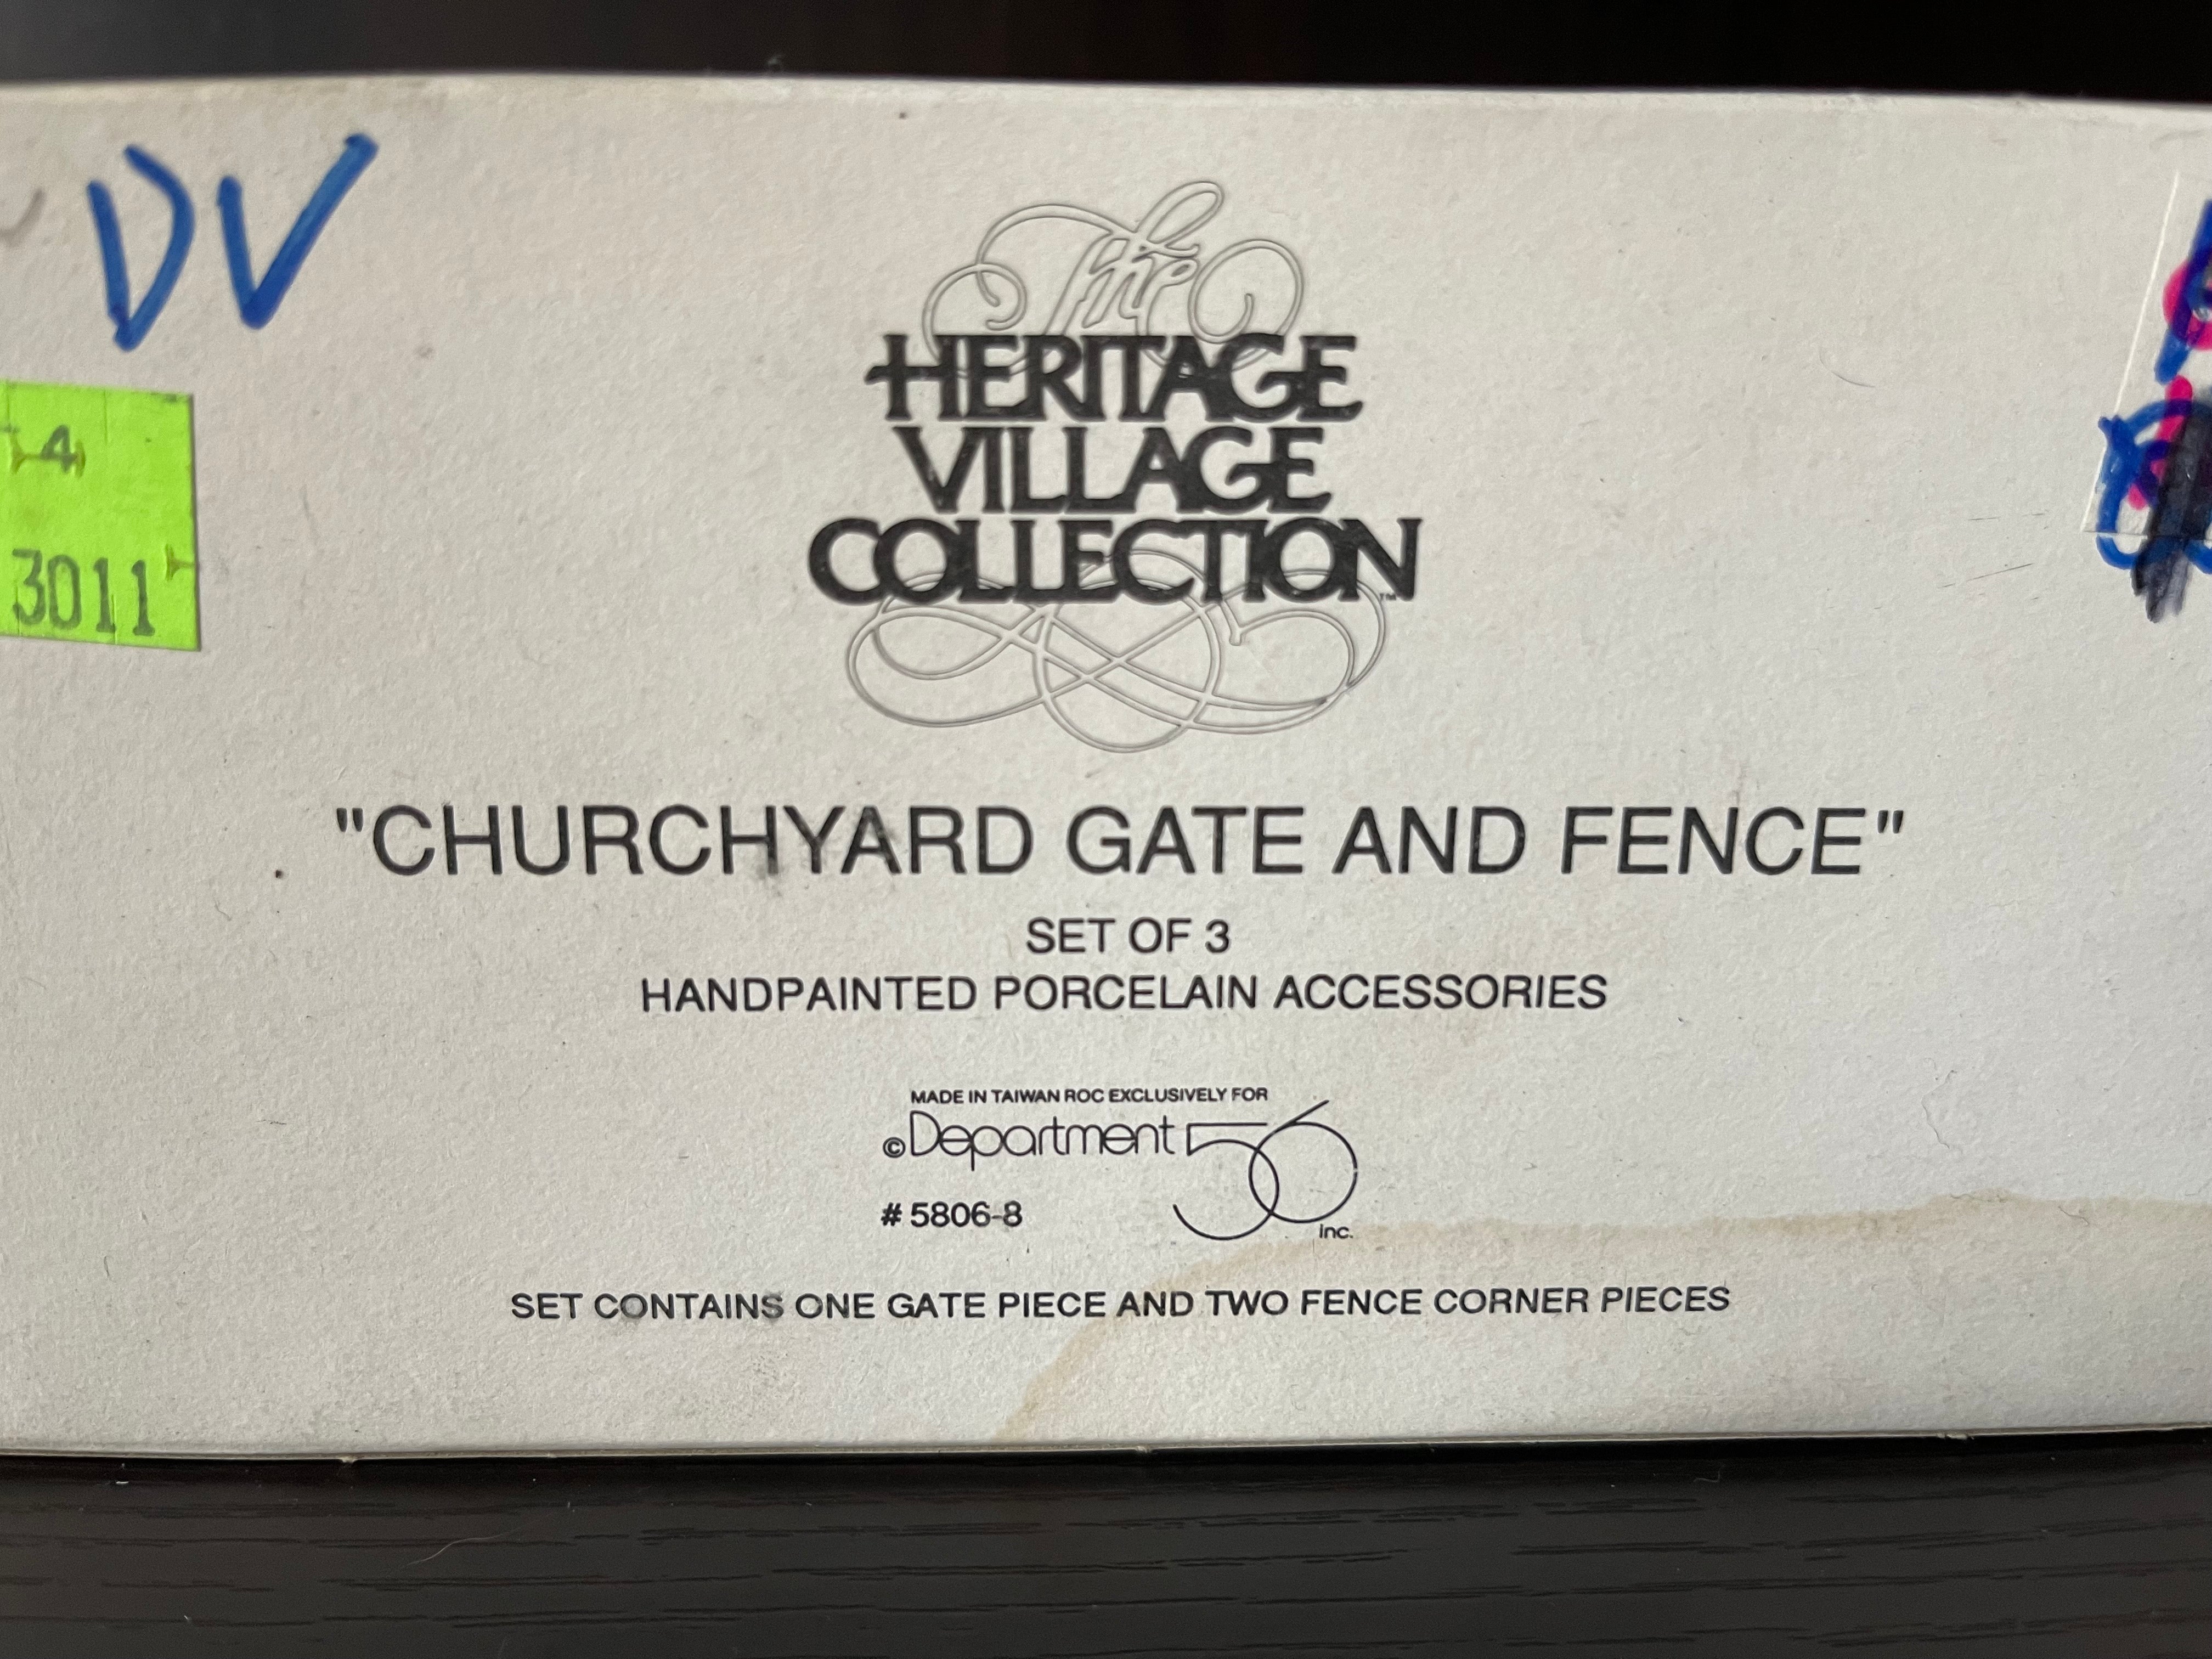 DV
4
3011
The
HERITAGE
VILLAGE
COLLECTION™
"CHURCHYARD GATE AND FENCE"
SET OF 3
HANDPAINTED PORCELAIN ACCESSORIES
MADE IN TAIWAN ROC EXCLUSIVELY FOR
©Department 56
inc.
# 5806-8
SET CONTAINS ONE GATE PIECE AND TWO FENCE CORNER PIECES